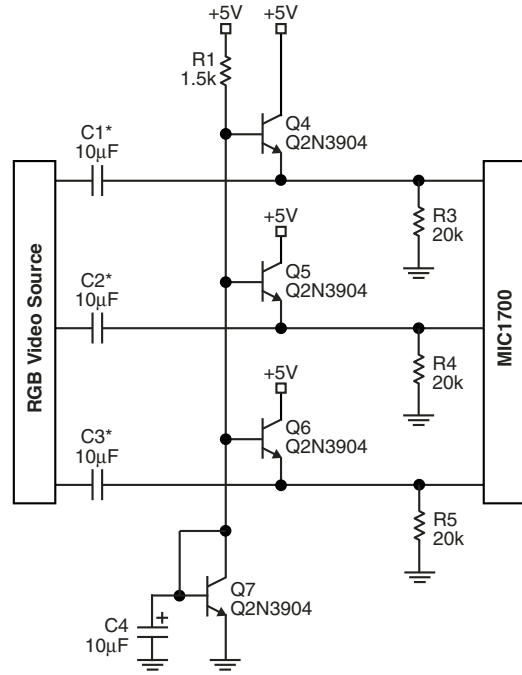 +5V
+5V
R1
1.5k
Q4
Q2N3904
C1*
10µF
R3
20k
+5V
Q5
Q2N3904
C2*
10µF
R4
20k
+5V
Q6
Q2N3904
C3*
10µF
R5
20k
RGB Video Source
MIC1700
Q7
Q2N3904
C4
10µF
+